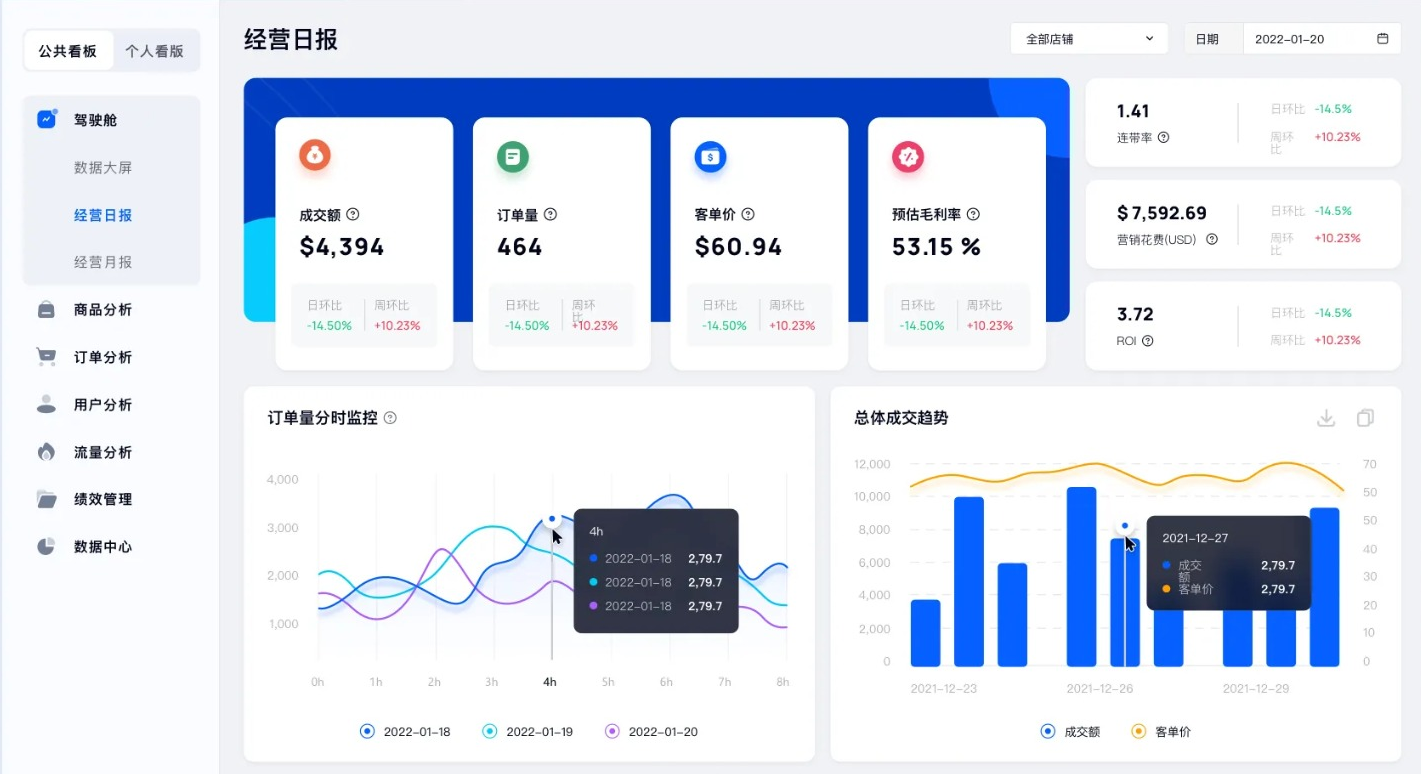 公共看板 个人看版
驾驶舱
数据大屏
经营日报
经营月报
商品分析
订单分析
用户分析
流量分析
绩效管理
数据中心
经营日报
全部店铺
日期 2022-01-20
成交额
$4,394
日环比 周环比
-14.50% +10.23%
订单量
464
日环比 周环
比
-14.50% +10.23%
客单价
$60.94
日环比 周环比
-14.50% +10.23%
预估毛利率
53.15 %
日环比 周环比
-14.50% +10.23%
1.41
连带率
日环比 -14.5%
周环 +10.23%
比
$ 7,592.69
营销花费(USD)
日环比 -14.5%
周环 +10.23%
比
3.72
ROI
日环比 -14.5%
周环比 +10.23%
订单量分时监控
4,000
3,000
2,000
1,000
4h
2022-01-18 2,79.7
2022-01-18 2,79.7
2022-01-18 2,79.7
0h 1h 2h 3h 4h 5h 6h 7h 8h
2022-01-18 2022-01-19 2022-01-20
总体成交趋势
12,000 70
10,000 50
8,000 50
6,000 40
4,000 30
2,000 20
0 10
0
2021-12-27
成交 2,79.7
额
客单价 2,79.7
2021-12-23 2021-12-26 2021-12-29
成交额 客单价